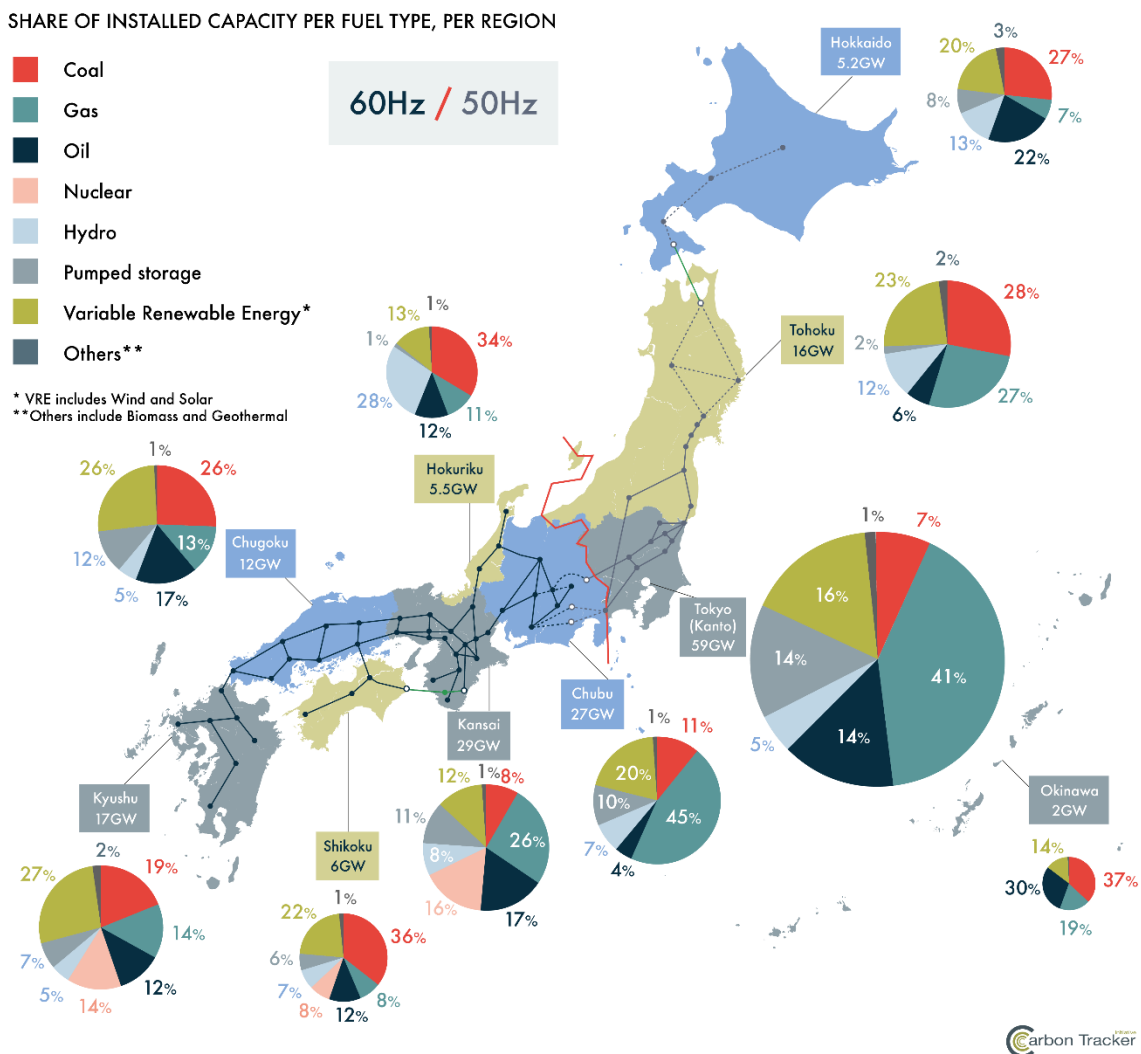 SHARE OF INSTALLED CAPACITY PER FUEL TYPE, PER REGION
Coal
Gas
Oil
Nuclear
Hydro
Pumped storage
Variable Renewable Energy*
Others**
* VRE includes Wind and Solar
**Others include Biomass and Geothermal
60Hz / 50Hz
Hokkaido
5.2GW
3%
27%
7%
22%
13%
8%
20%
Tohoku
16GW
2%
28%
27%
6%
12%
2%
23%
1%
34%
11%
12%
28%
1%
13%
Hokuriku
5.5GW
1%
26%
13%
17%
5%
12%
26%
Chugoku
12GW
Tokyo
(Kanto)
59GW
1%
7%
41%
14%
5%
14%
16%
Chubu
27GW
1%
11%
45%
4%
7%
10%
20%
Kansai
29GW
1%
8%
26%
17%
16%
8%
11%
12%
Shikoku
6GW
1%
36%
8%
12%
8%
7%
6%
22%
Kyushu
17GW
2%
19%
14%
12%
14%
5%
7%
27%
Okinawa
2GW
14%
37%
19%
30%
Carbon Tracker
Initiative